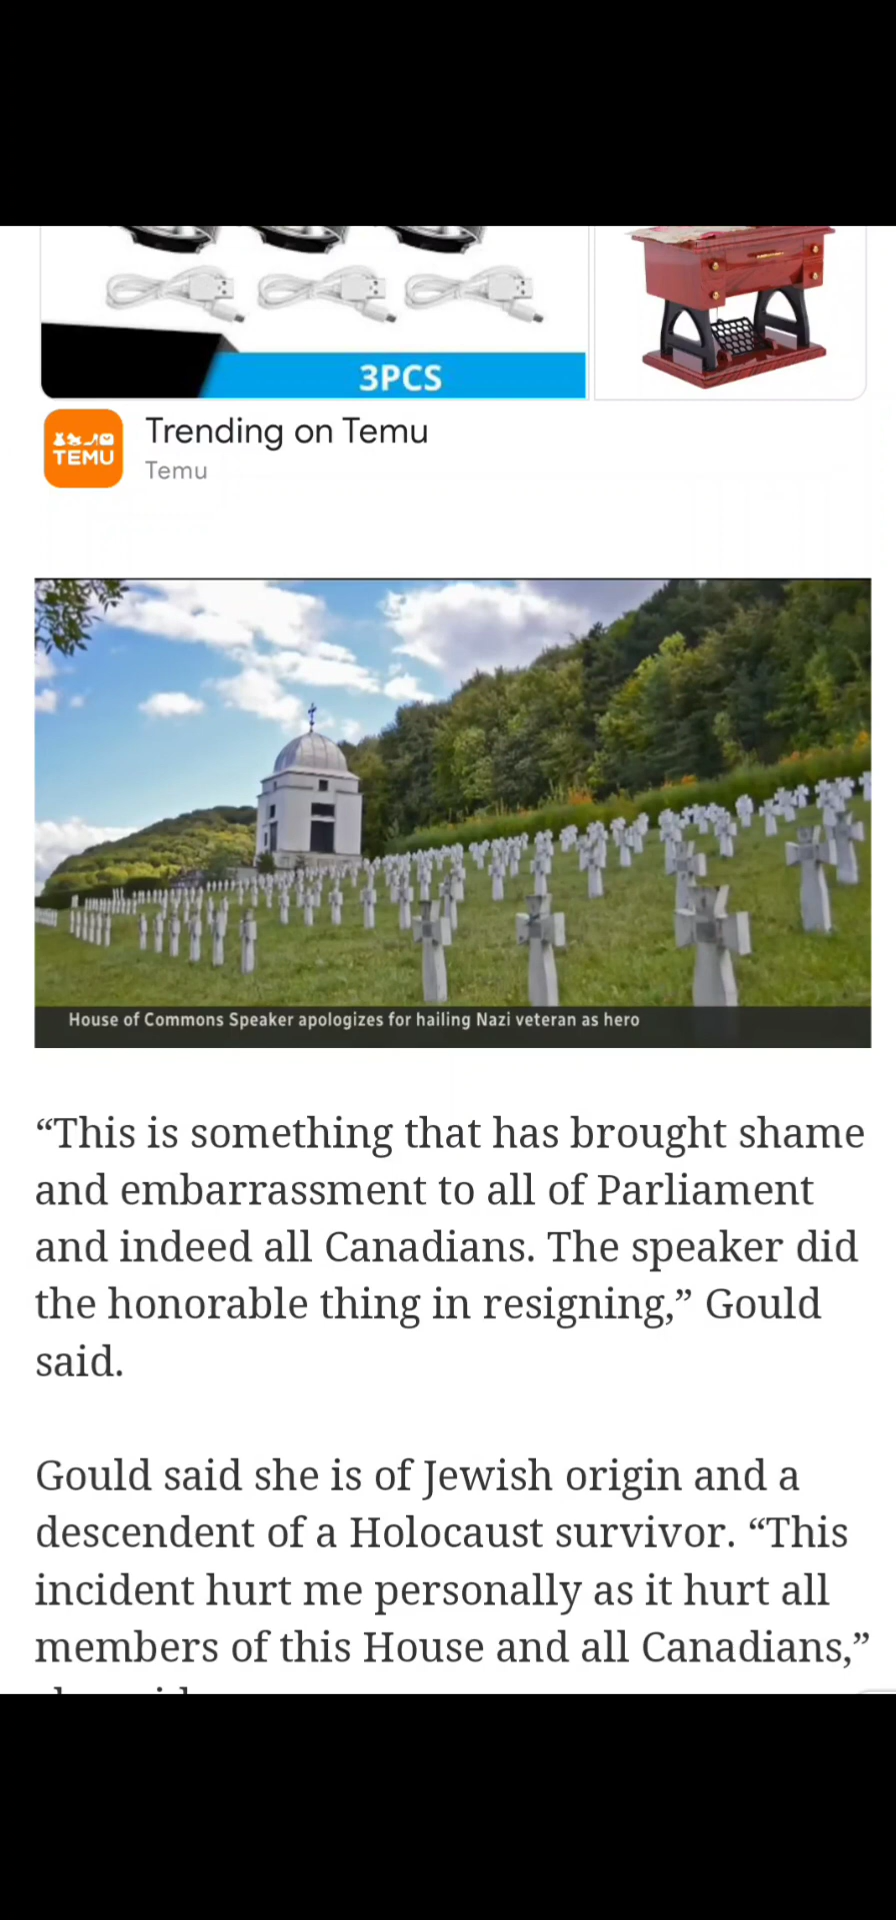 3PCS
TEMU
Trending on Temu
Temu
House of Commons Speaker apologizes for hailing Nazi veteran as hero
“This is something that has brought shame
and embarrassment to all of Parliament
and indeed all Canadians. The speaker did
the honorable thing in resigning,” Gould
said.
Gould said she is of Jewish origin and a
descendent of a Holocaust survivor. “This
incident hurt me personally as it hurt all
members of this House and all Canadians,”